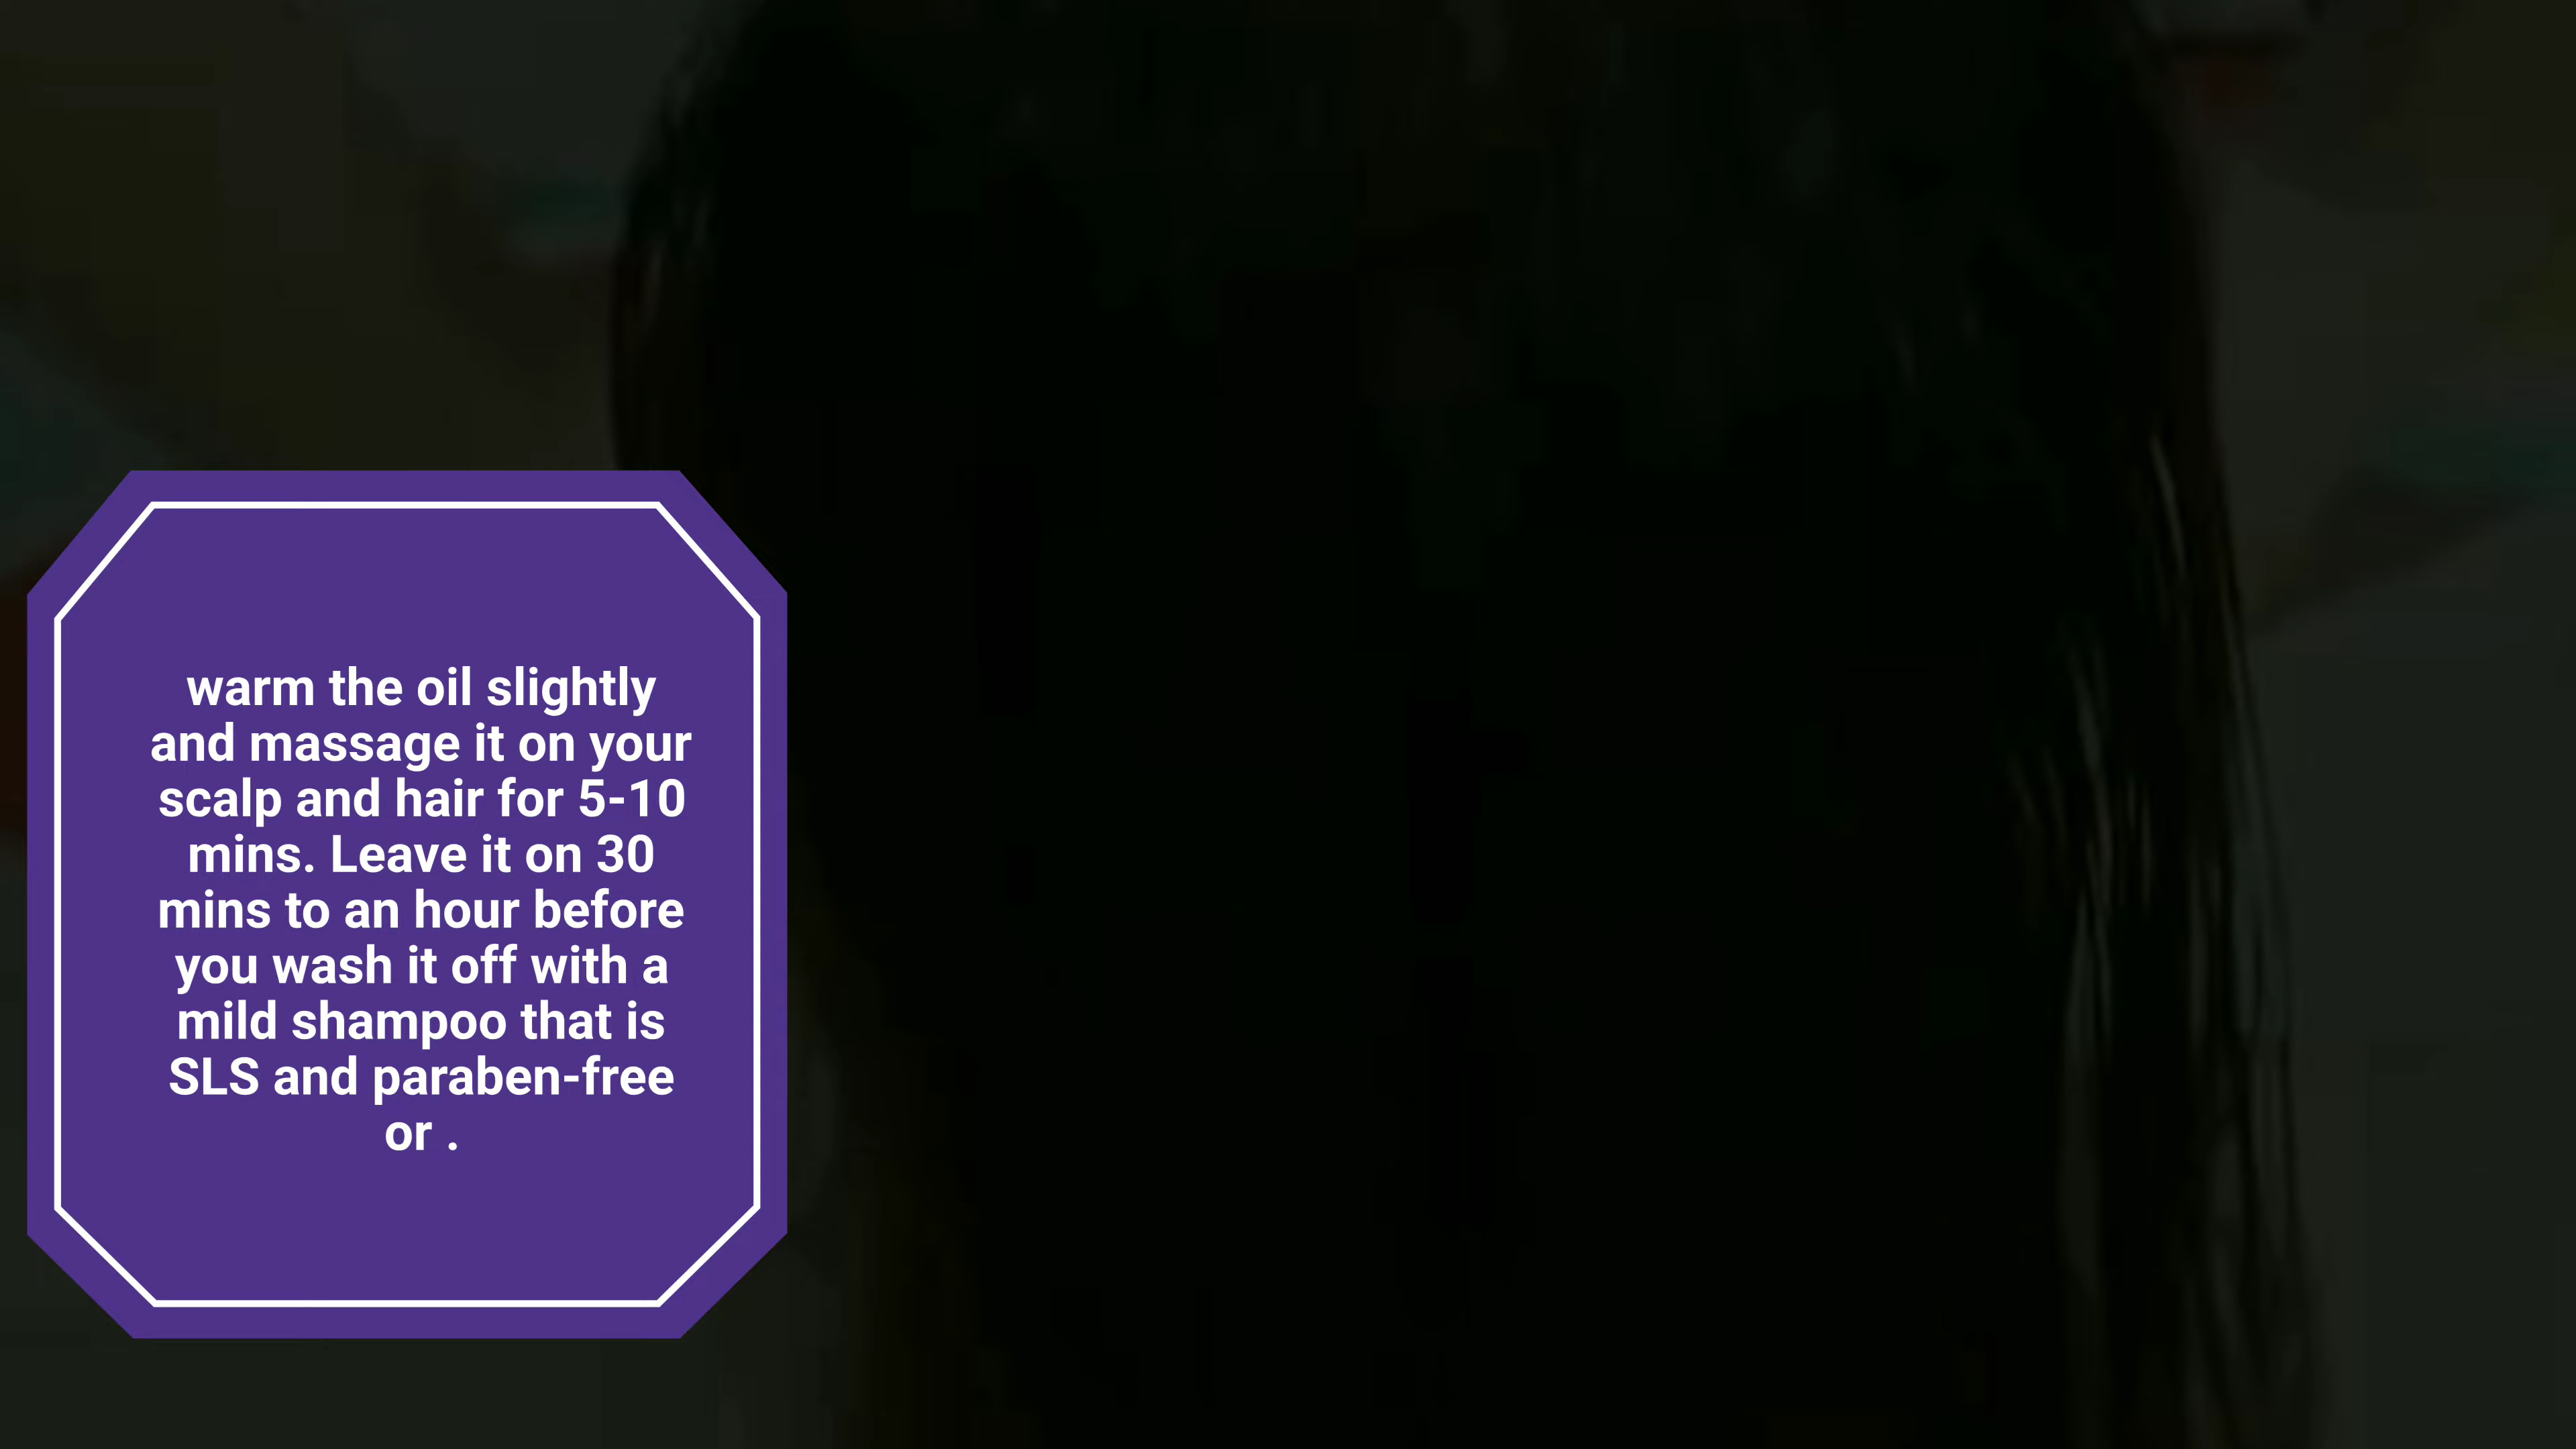 warm the oil slightly
and massage it on your
scalp and hair for 5-10
mins. Leave it on 30
mins to an hour before
you wash it off with a
mild shampoo that is
SLS and paraben-free
or .